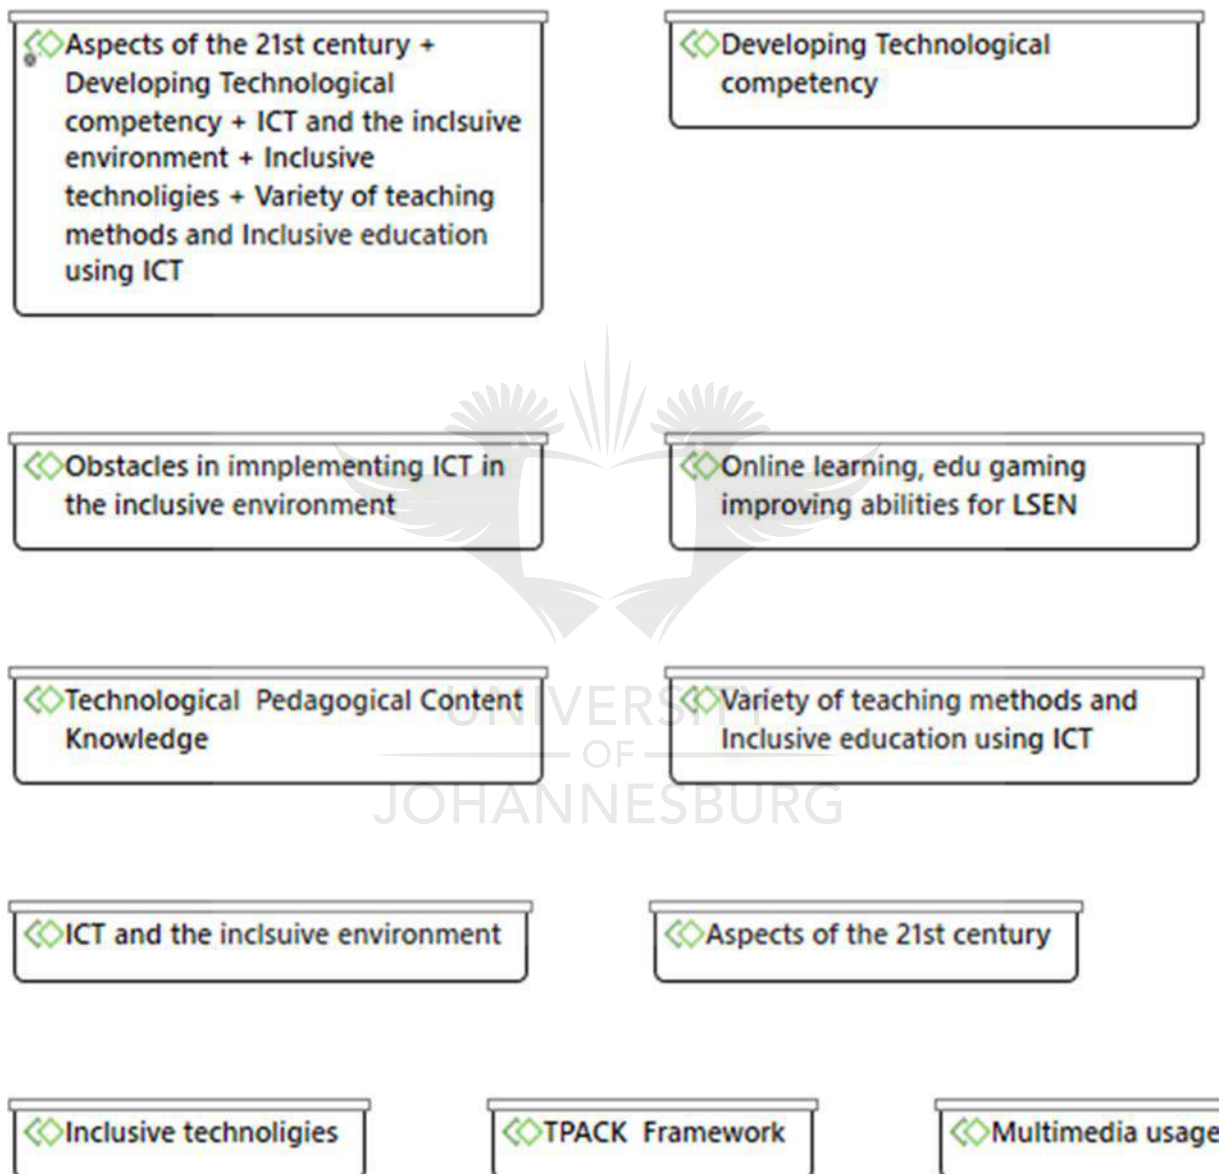 Aspects of the 21st century +
Developing Technological
competency + ICT and the inclsuive
environment + Inclusive
technoligies + Variety of teaching
methods and Inclusive education
using ICT
Developing Technological
competency
Obstacles in imnplementing ICT in
the inclusive environment
Online learning, edu gaming
improving abilities for LSEN
Technological  Pedagogical Content
Knowledge
Variety of teaching methods and
Inclusive education using ICT
UNIVERSITY
OF
JOHANNESBURG
ICT and the inclsuive environment
Aspects of the 21st century
Inclusive technoligies
TPACK  Framework
Multimedia usage